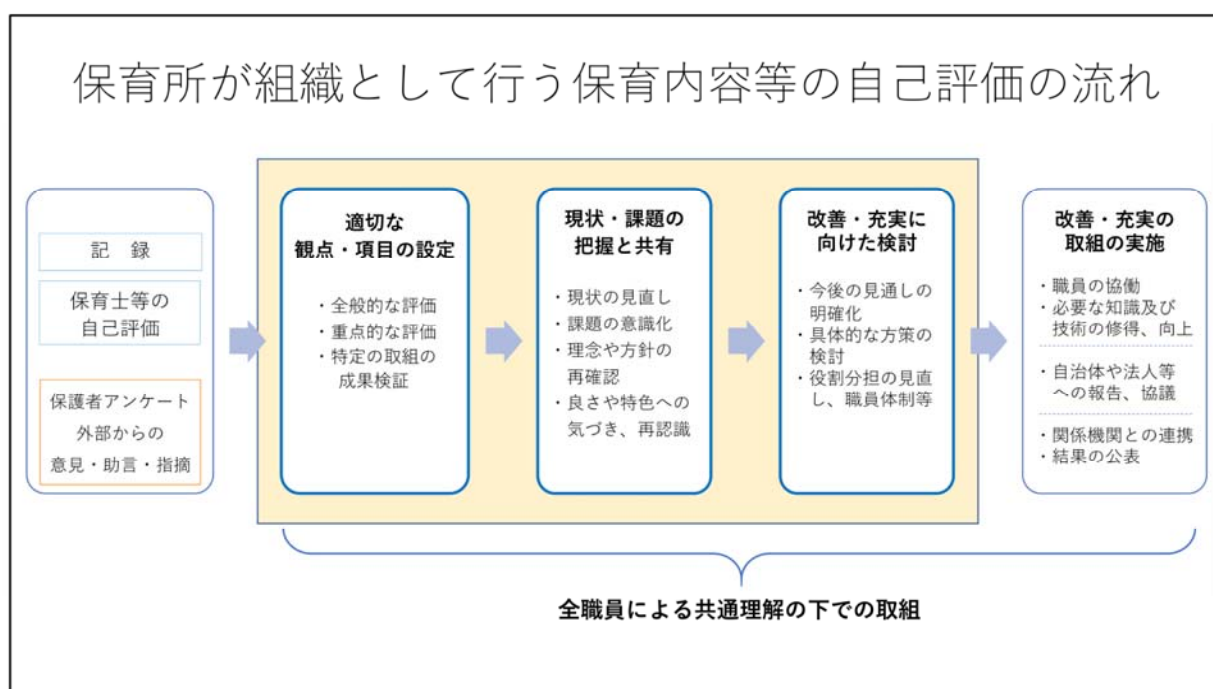 保育所が組織として行う保育内容等の自己評価の流れ
記　録
保育士等の
自己評価
保護者アンケート
外部からの
意見・助言・指摘
適切な
観点・項目の設定
・全般的な評価
・重点的な評価
・特定の取組の
成果検証
現状・課題の
把握と共有
・現状の見直し
・課題の意識化
・理念や方針の
再確認
・良さや特色への
気づき、再認識
改善・充実に
向けた検討
・今後の見通しの
明確化
・具体的な方策の
検討
・役割分担の見直
し、職員体制等
改善・充実の
取組の実施
・職員の協働
・必要な知識及び
技術の修得、向上
・自治体や法人等
への報告、協議
・関係機関との連携
・結果の公表
全職員による共通理解の下での取組